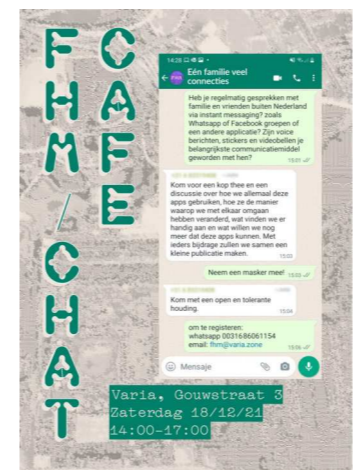 FHM/CHAT
CAFE
14:28
Eén familie veel
connecties
Heb je regelmatig gesprekken met
familie en vrienden buiten Nederland
via instant messaging? zoals
Whatsapp of Facebook groepen of
een andere applicatie? Zijn voice
berichten, stickers en videobellen je
belangrijkste communicatiemiddel
geworden met hen?
15:01
Kom voor een kop thee en een
discussie over hoe we allemaal deze
apps gebruiken, hoe ze de manier
waarop we met elkaar omgaan
hebben veranderd, wat vinden we er
handig aan en wat willen we nog
meer dat deze apps kunnen. Met
ieders bijdrage zullen we samen een
kleine publicatie maken.
15:03
Neem een masker mee! 15:03
Kom met een open en tolerante
houding.
15:04
om te registeren:
whatsapp 0031686061154
email: fhm@varia.zone
15:06
Mensaje
Varia, Gouwstraat 3
Zaterdag 18/12/21
14:00-17:00